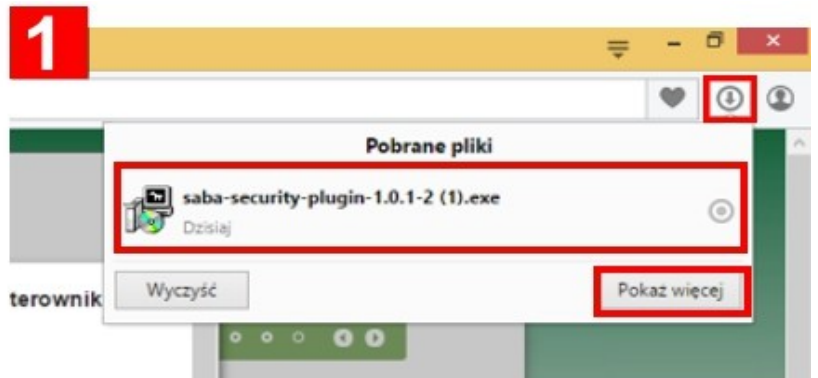 1
Pobrane pliki
saba-security-plugin-1.0.1-2 (1).exe
Dzisiaj
Wyczyść
Pokaż więcej
terownik